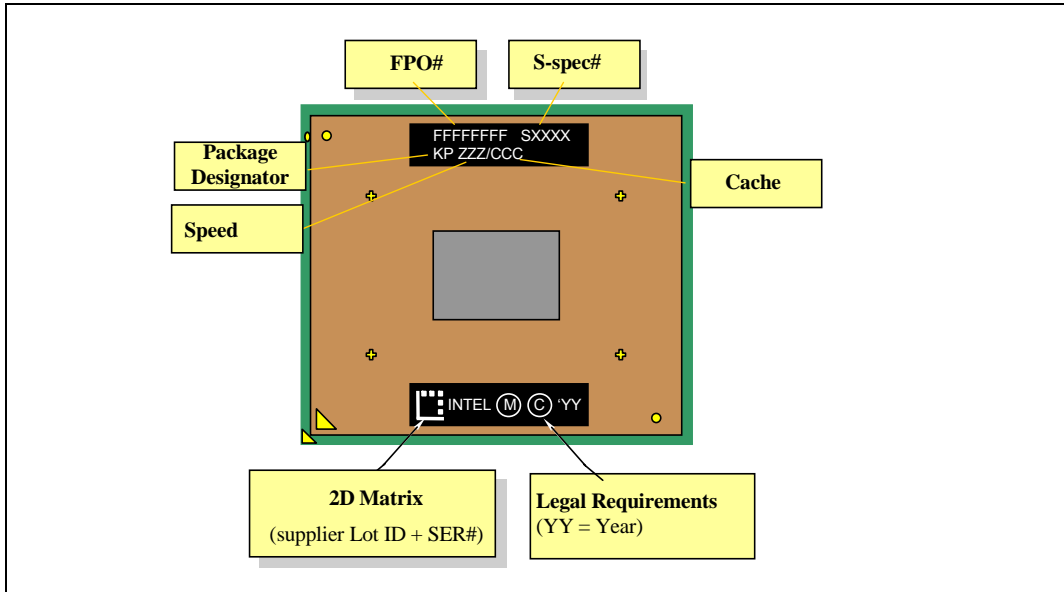 FPO#
S-spec#
FFFFFFFF SXXXX
KP ZZZ/CCC
Package
Designator
Cache
Speed
INTEL M C 'YY
2D Matrix
(supplier Lot ID + SER#)
Legal Requirements
(YY = Year)